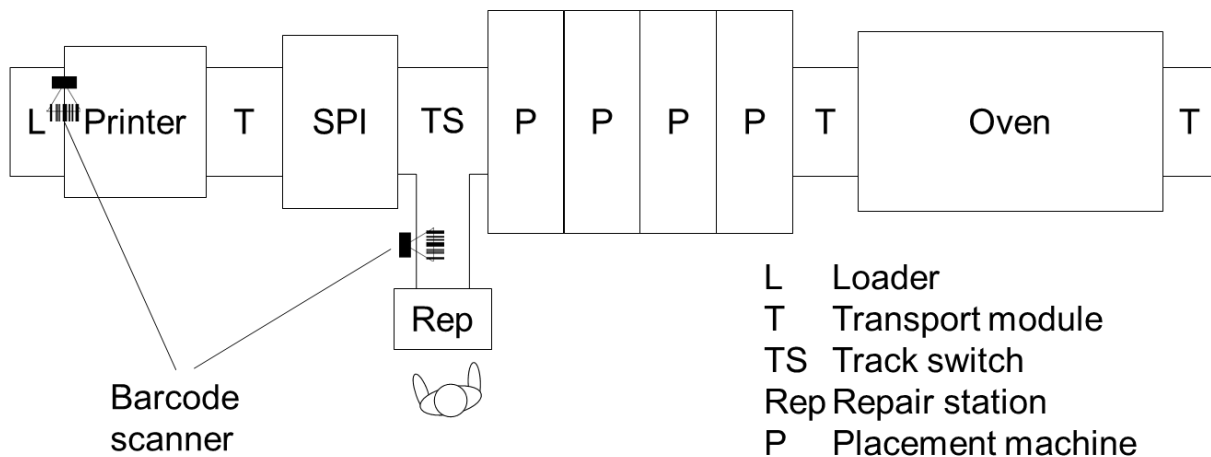 L Printer T SPI TS P P P P T Oven T
Rep
Barcode
scanner
L Loader
T Transport module
TS Track switch
Rep Repair station
P Placement machine